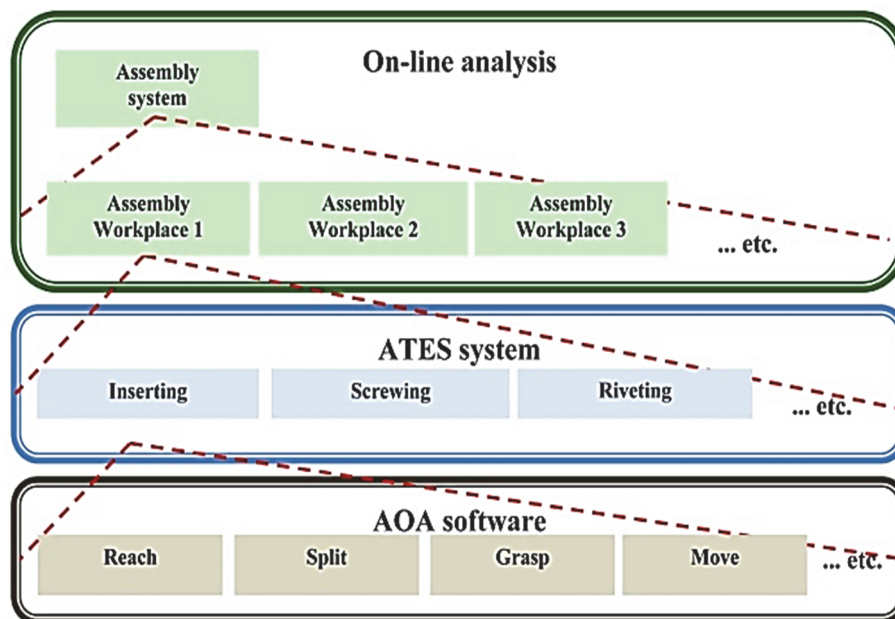 On-line analysis
Assembly
system
Assembly
Workplace 1
Assembly
Workplace 2
Assembly
Workplace 3
... etc.
ATES system
Inserting
Screwing
Riveting
... etc.
AOA software
Reach
Split
Grasp
Move
... etc.